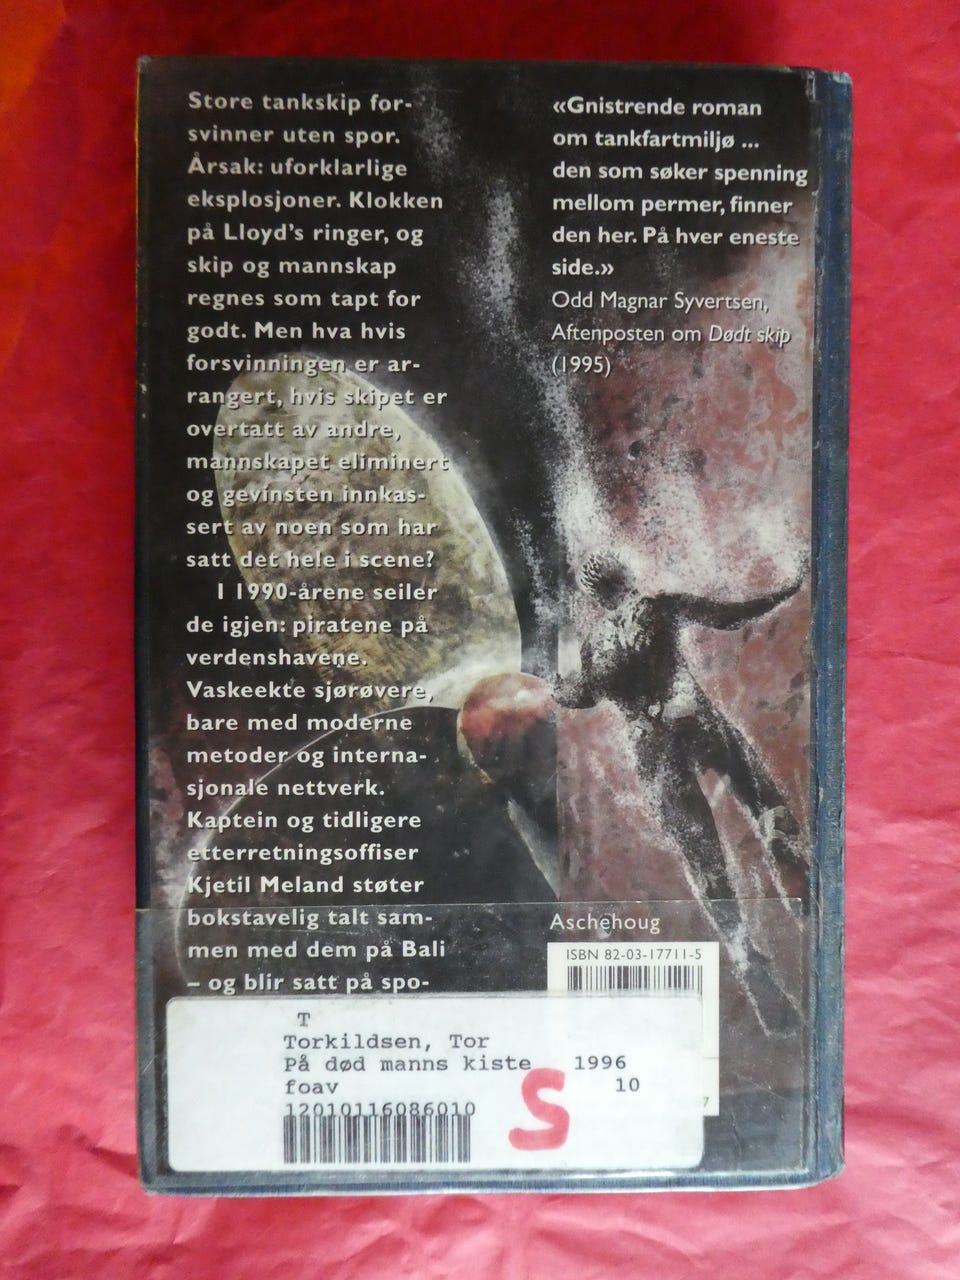 Store tankskip for-
svinner uten spor.
Årsak: uforklarlige
eksplosjoner. Klokken
på Lloyd's ringer, og
skip og mannskap
regnes som tapt for
godt. Men hva hvis
forsvinningen er ar-
rangert, hvis skipet er
overtatt av andre,
mannskapet eliminert
og gevinsten innkas-
sert av noen som har
satt det hele i scene?
I 1990-årene seiler
de igjen: piratene på
verdenshavene.
Vaskeekte sjørøvere,
bare med moderne
metoder og interna-
sjonale nettverk.
Kaptein og tidligere
etterretningsoffiser
Kjetil Meland støter
bokstavelig talt sam-
men med dem på Bali
– og blir satt på spo-
«Gnistrende roman
om tankfartmiljø ...
den som søker spenning
mellom permer, finner
den her. På hver eneste
side.»
Odd Magnar Syvertsen,
Aftenposten om Dødt skip
(1995)
Aschehoug
ISBN 82-03-17711-5
7
T
Torkildsen, Tor
På død manns kiste 1996
foav 10
12010116086010
S